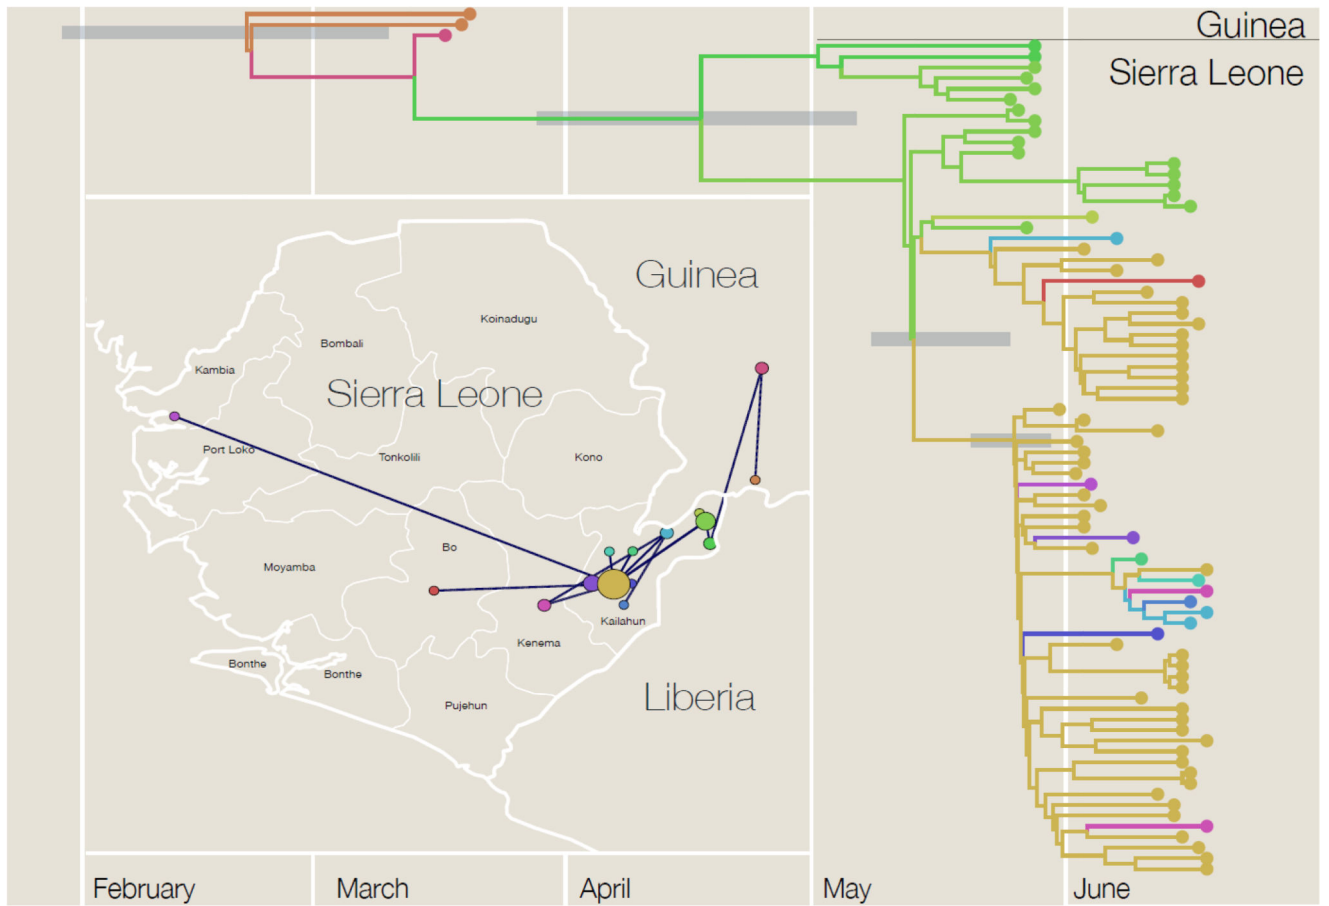 Guinea
Sierra Leone
Guinea
Koinadugu
Bombali
Kambia
Sierra Leone
Port Loko
Tonkolili
Kono
Bo
Moyamba
Kailahun
Kenema
Bonthe
Bonthe
Liberia
Pujehun
February
March
April
May
June